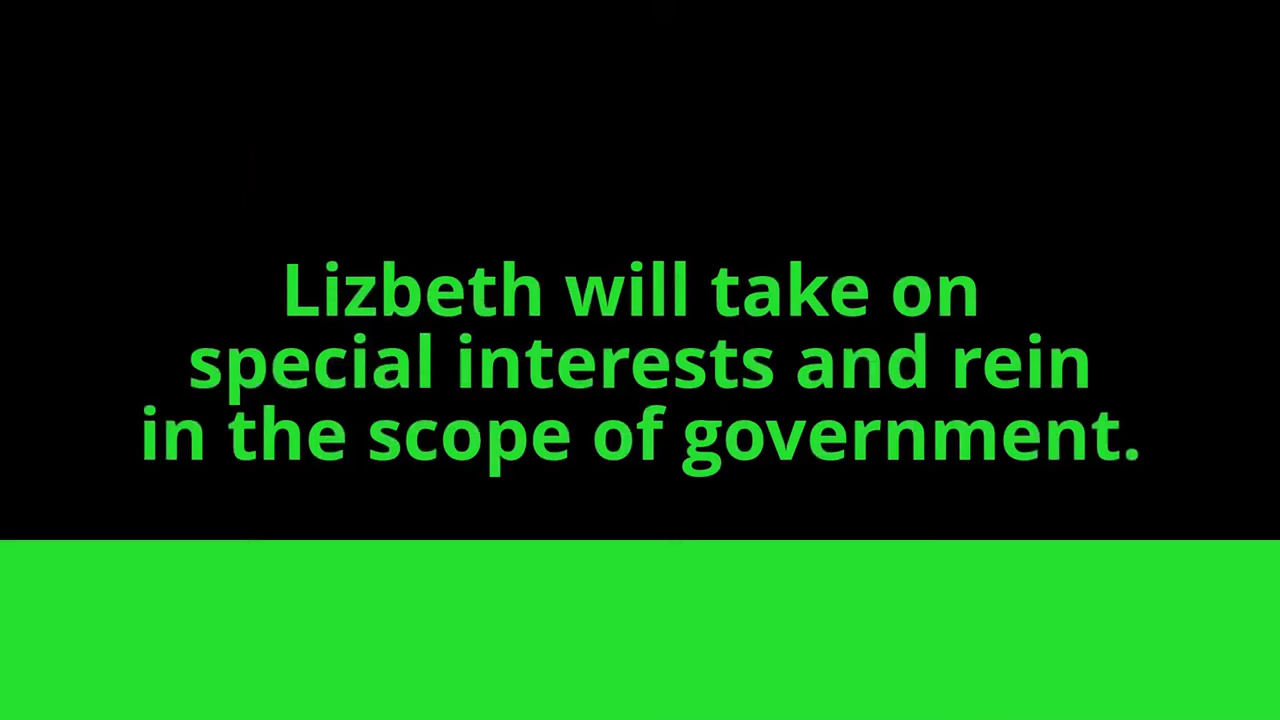 Lizbeth will take on
special interests and rein
in the scope of government.